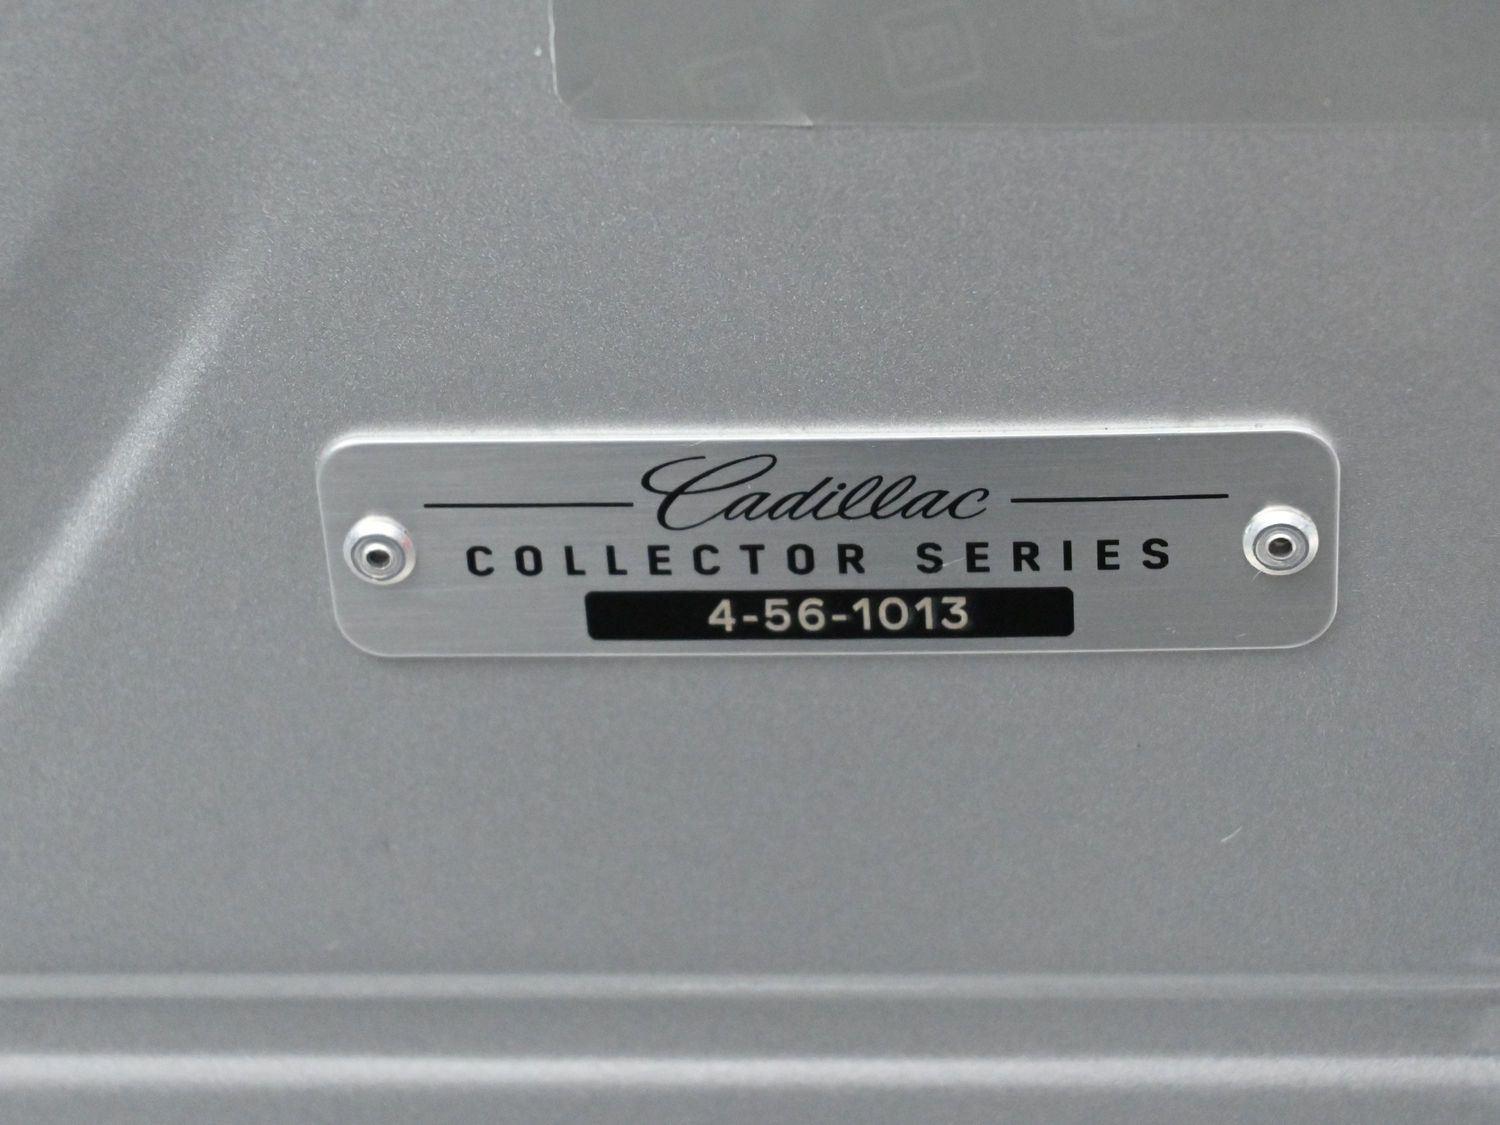 Cadillac
COLLECTOR SERIES
4-56-1013